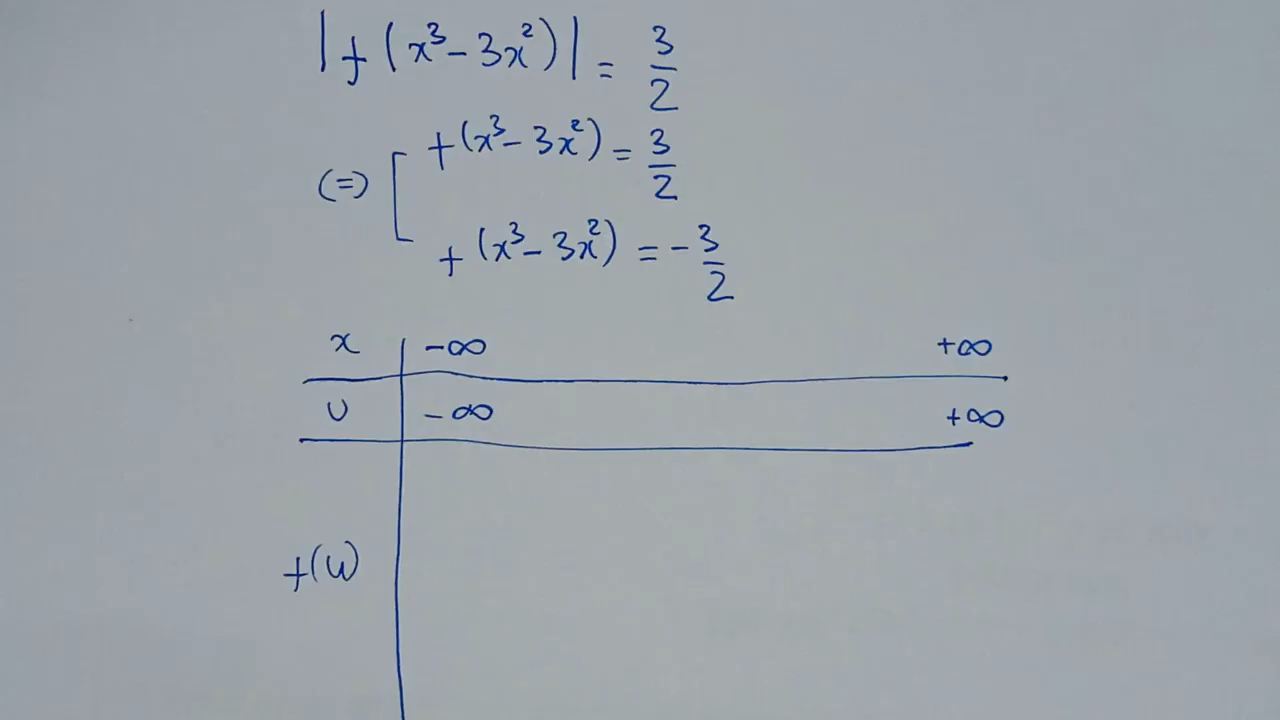 |f(x³-3x²)| = 3/2
(=) [ f(x³-3x²) = 3/2
f(x³-3x²) = -3/2
x -∞ +∞
U -∞ +∞
f(u)